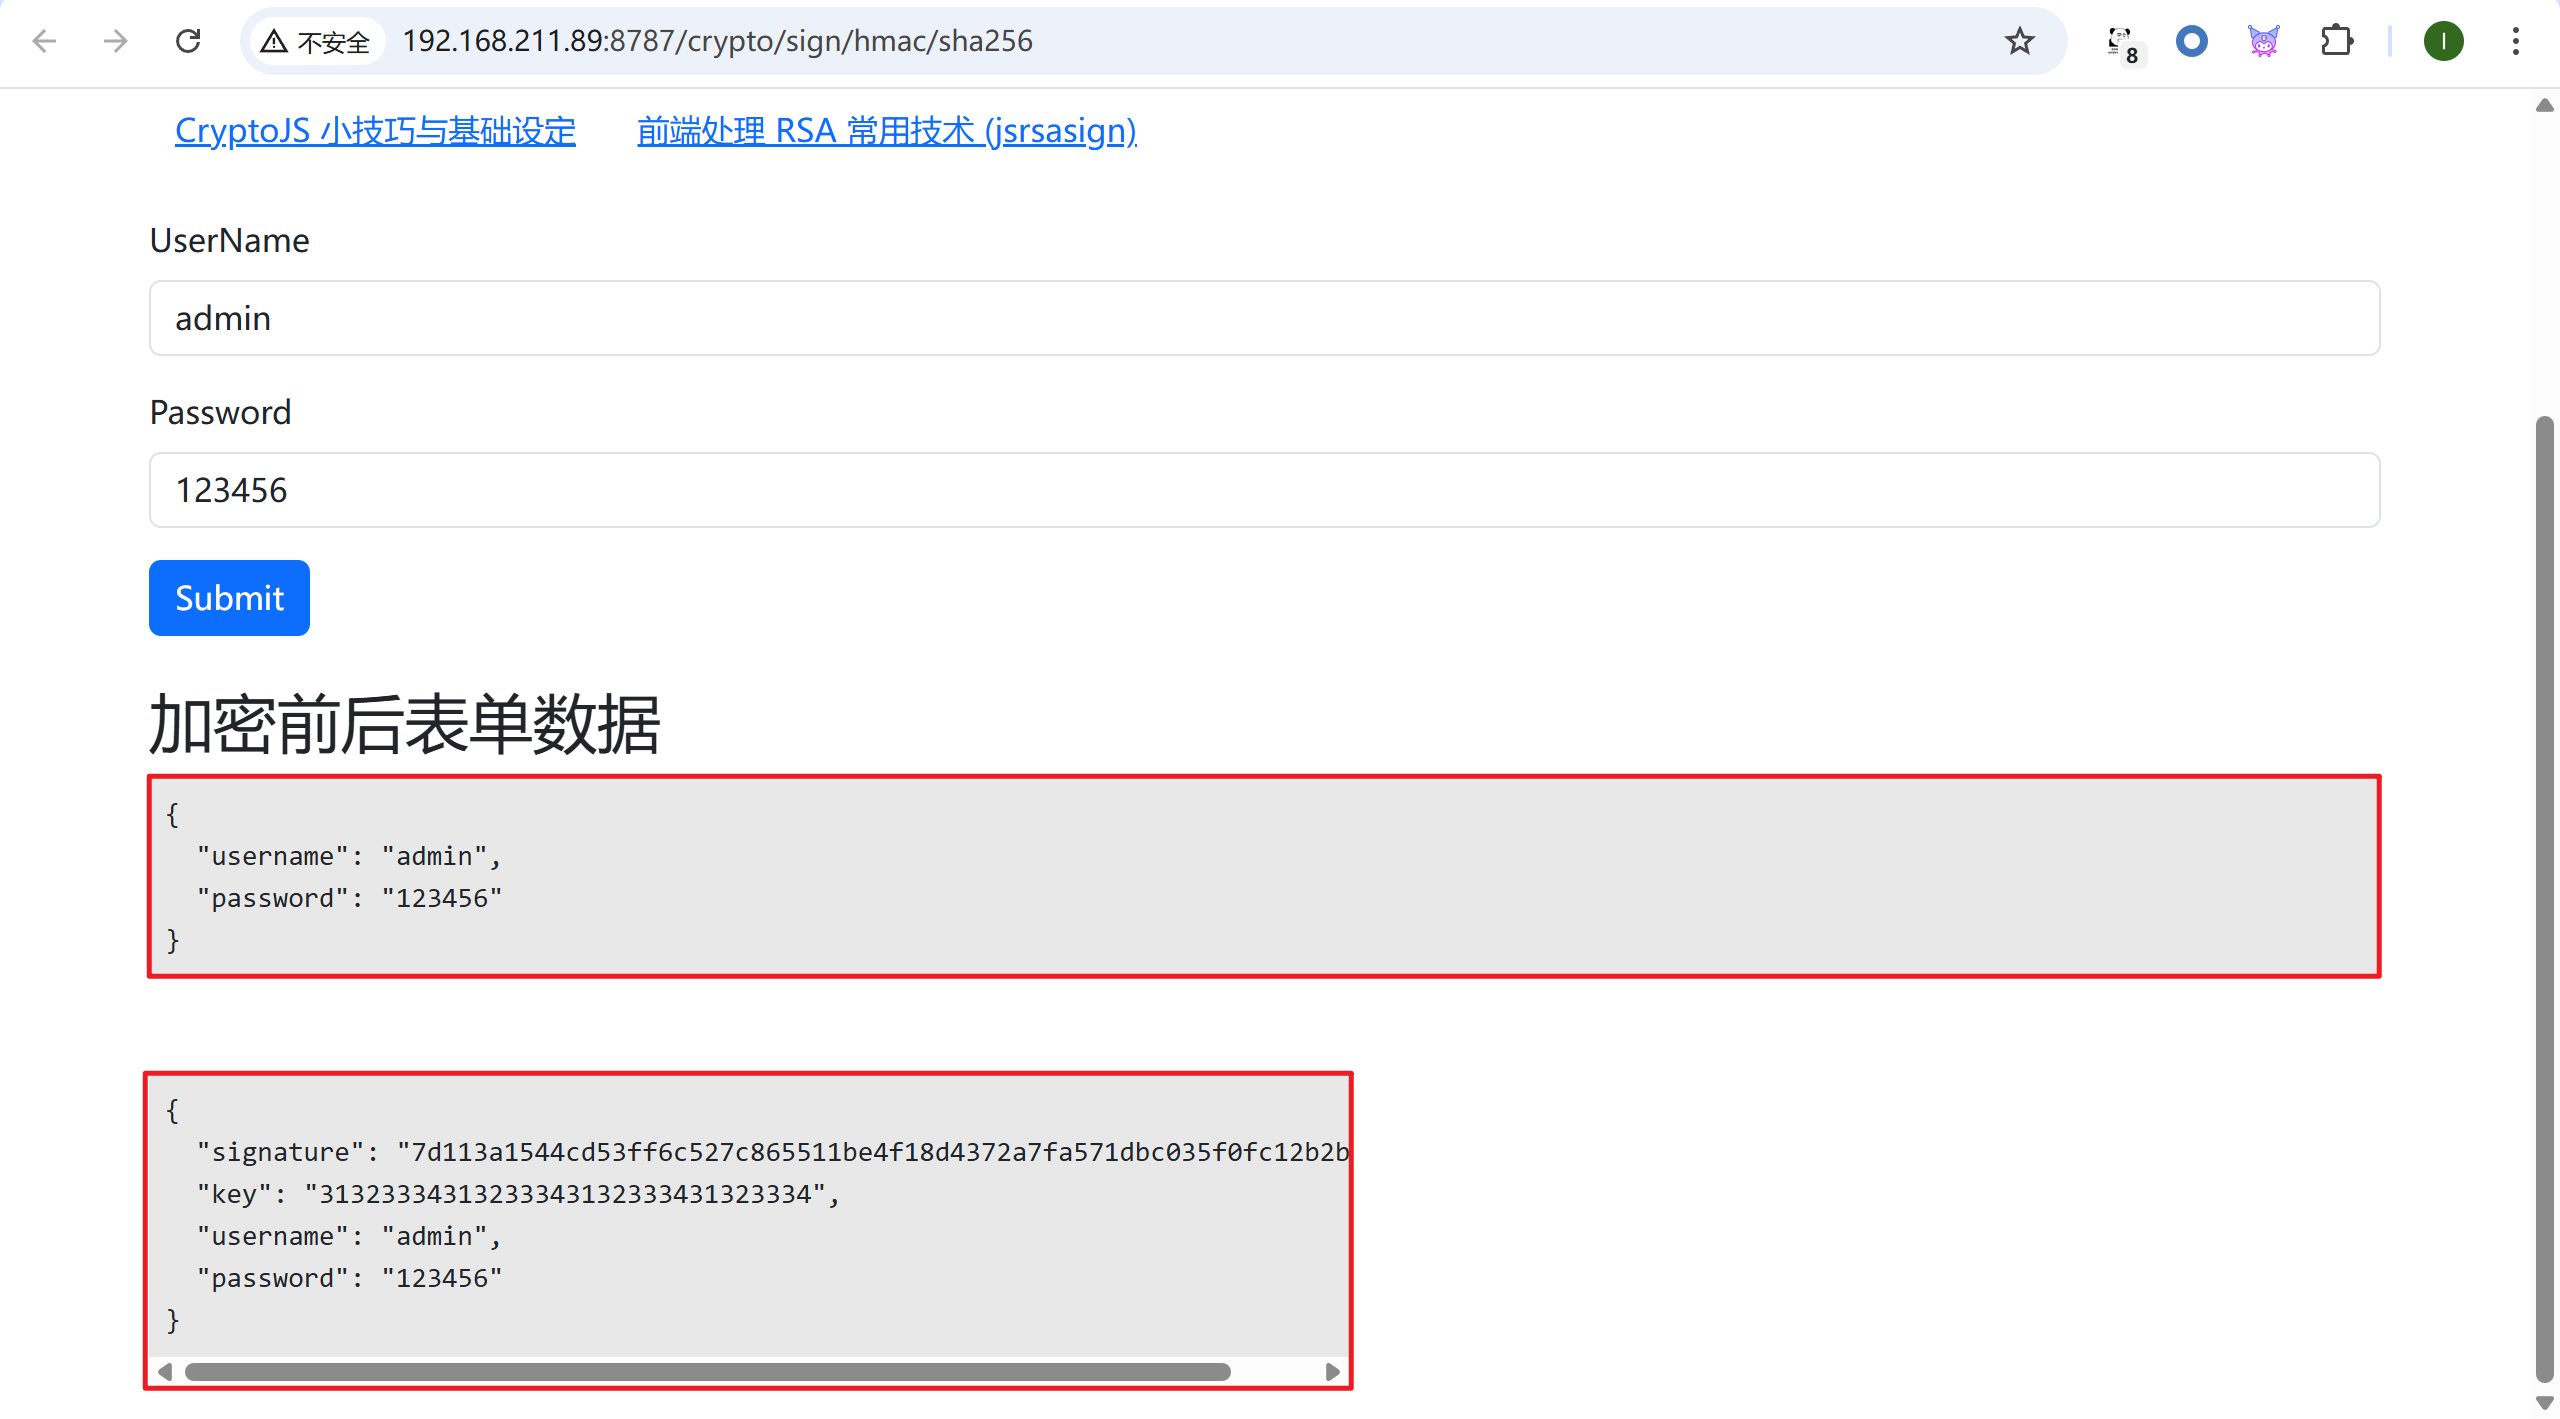 不安全 192.168.211.89:8787/crypto/sign/hmac/sha256 8 I
CryptoJS 小技巧与基础设定 前端处理 RSA 常用技术 (jsrsasign)
UserName
admin
Password
123456
Submit
加密前后表单数据
{
"username": "admin",
"password": "123456"
}
{
"signature": "7d113a1544cd53ff6c527c865511be4f18d4372a7fa571dbc035f0fc12b2b
"key": "31323334313233343132333431323334",
"username": "admin",
"password": "123456"
}